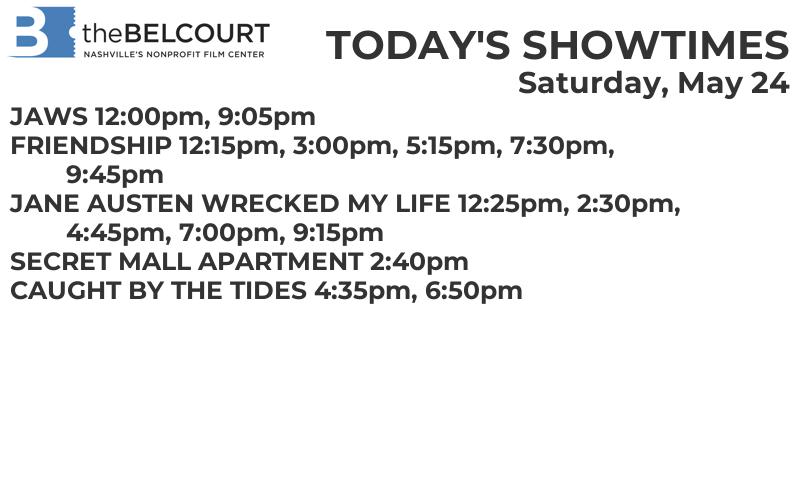 B theBELCOURT
NASHVILLE'S NONPROFIT FILM CENTER
TODAY'S SHOWTIMES
Saturday, May 24
JAWS 12:00pm, 9:05pm
FRIENDSHIP 12:15pm, 3:00pm, 5:15pm, 7:30pm,
9:45pm
JANE AUSTEN WRECKED MY LIFE 12:25pm, 2:30pm,
4:45pm, 7:00pm, 9:15pm
SECRET MALL APARTMENT 2:40pm
CAUGHT BY THE TIDES 4:35pm, 6:50pm